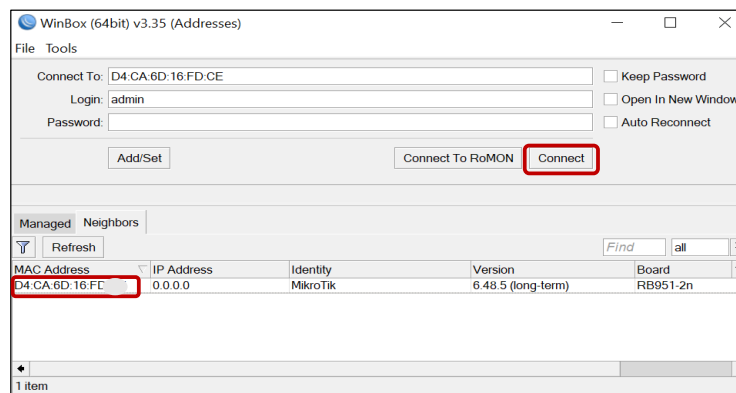 WinBox (64bit) v3.35 (Addresses)
File Tools
Connect To: D4:CA:6D:16:FD:CE
Keep Password
Login: admin
Open In New Window
Password:
Auto Reconnect
Add/Set
Connect To RoMON
Connect
Managed Neighbors
Refresh
Find
all
MAC Address IP Address Identity Version Board
D4:CA:6D:16:FD 0.0.0.0 MikroTik 6.48.5 (long-term) RB951-2n
1 item